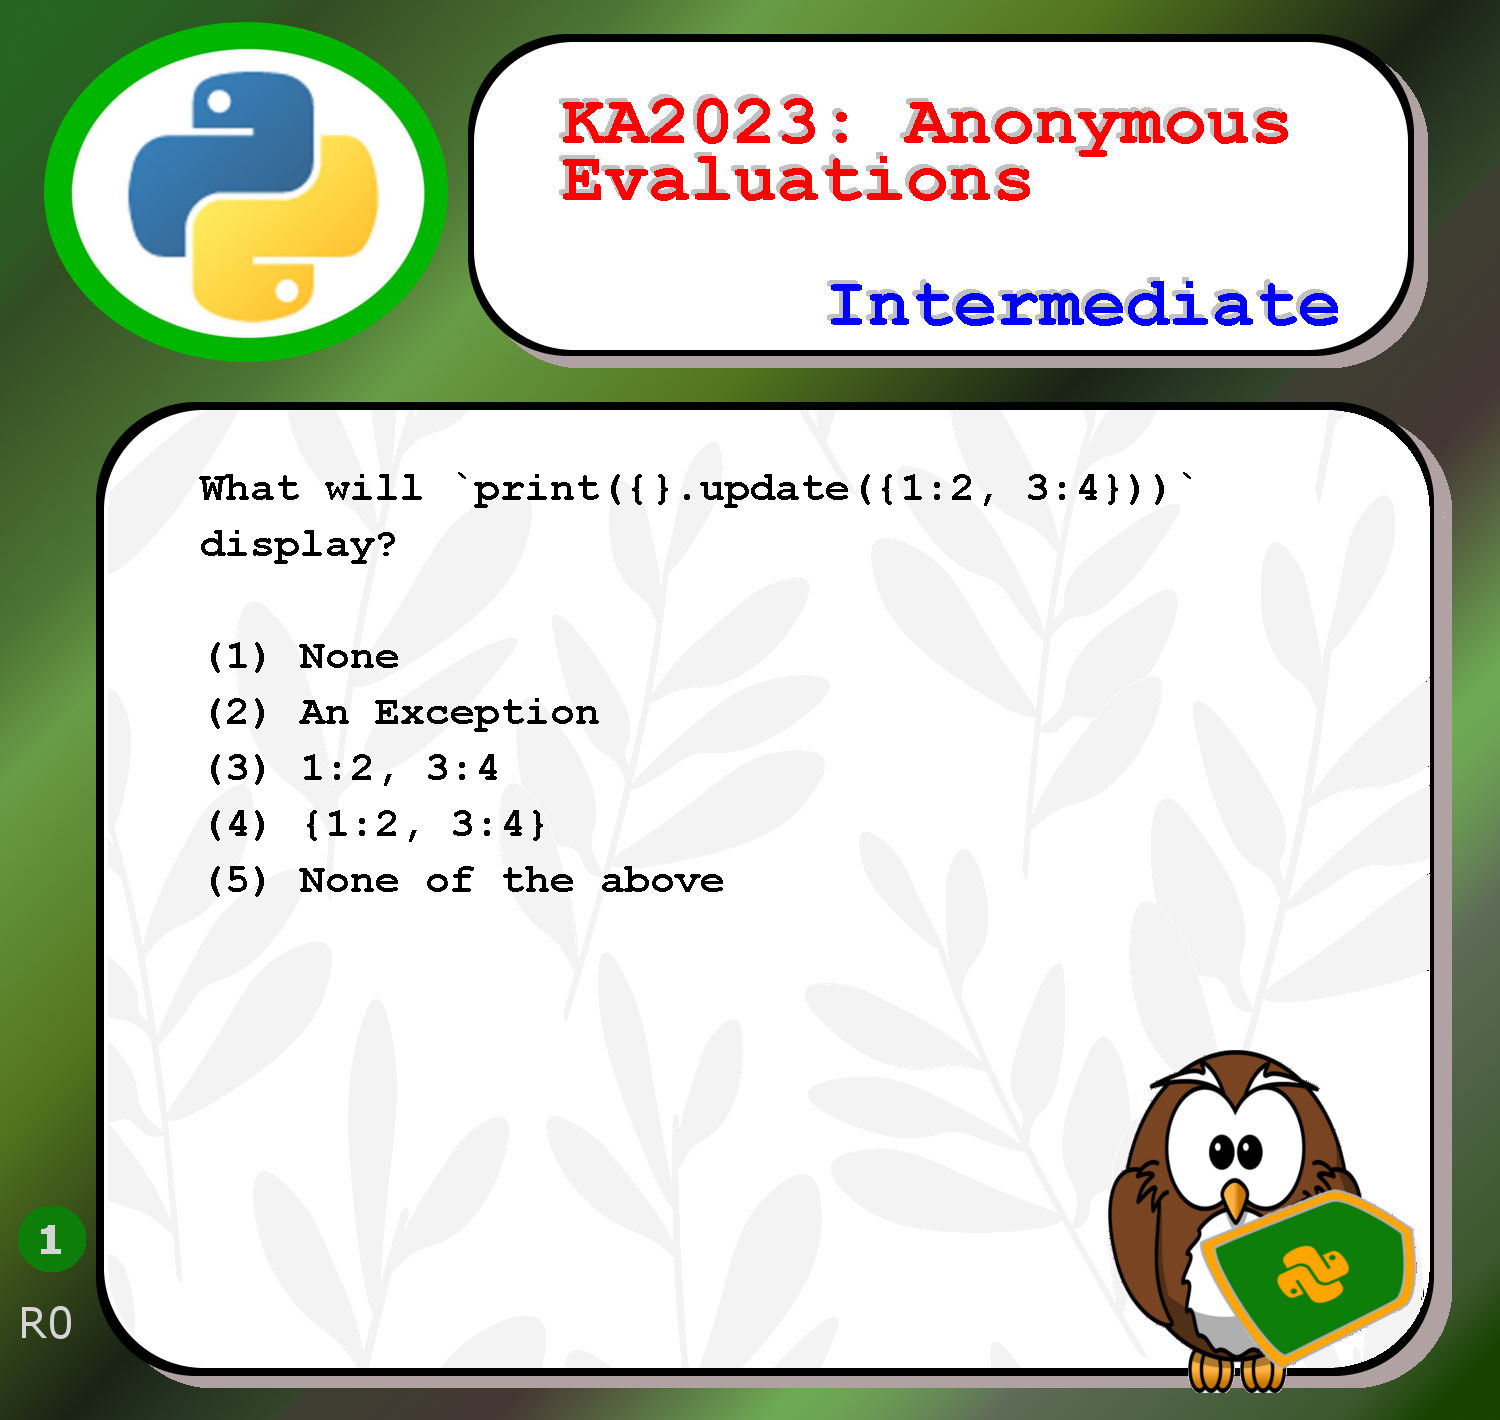 KA2023: Anonymous
Evaluations
Intermediate
What will `print({}.update({1:2, 3:4}))`
display?
(1) None
(2) An Exception
(3) 1:2, 3:4
(4) {1:2, 3:4}
(5) None of the above
1
R0